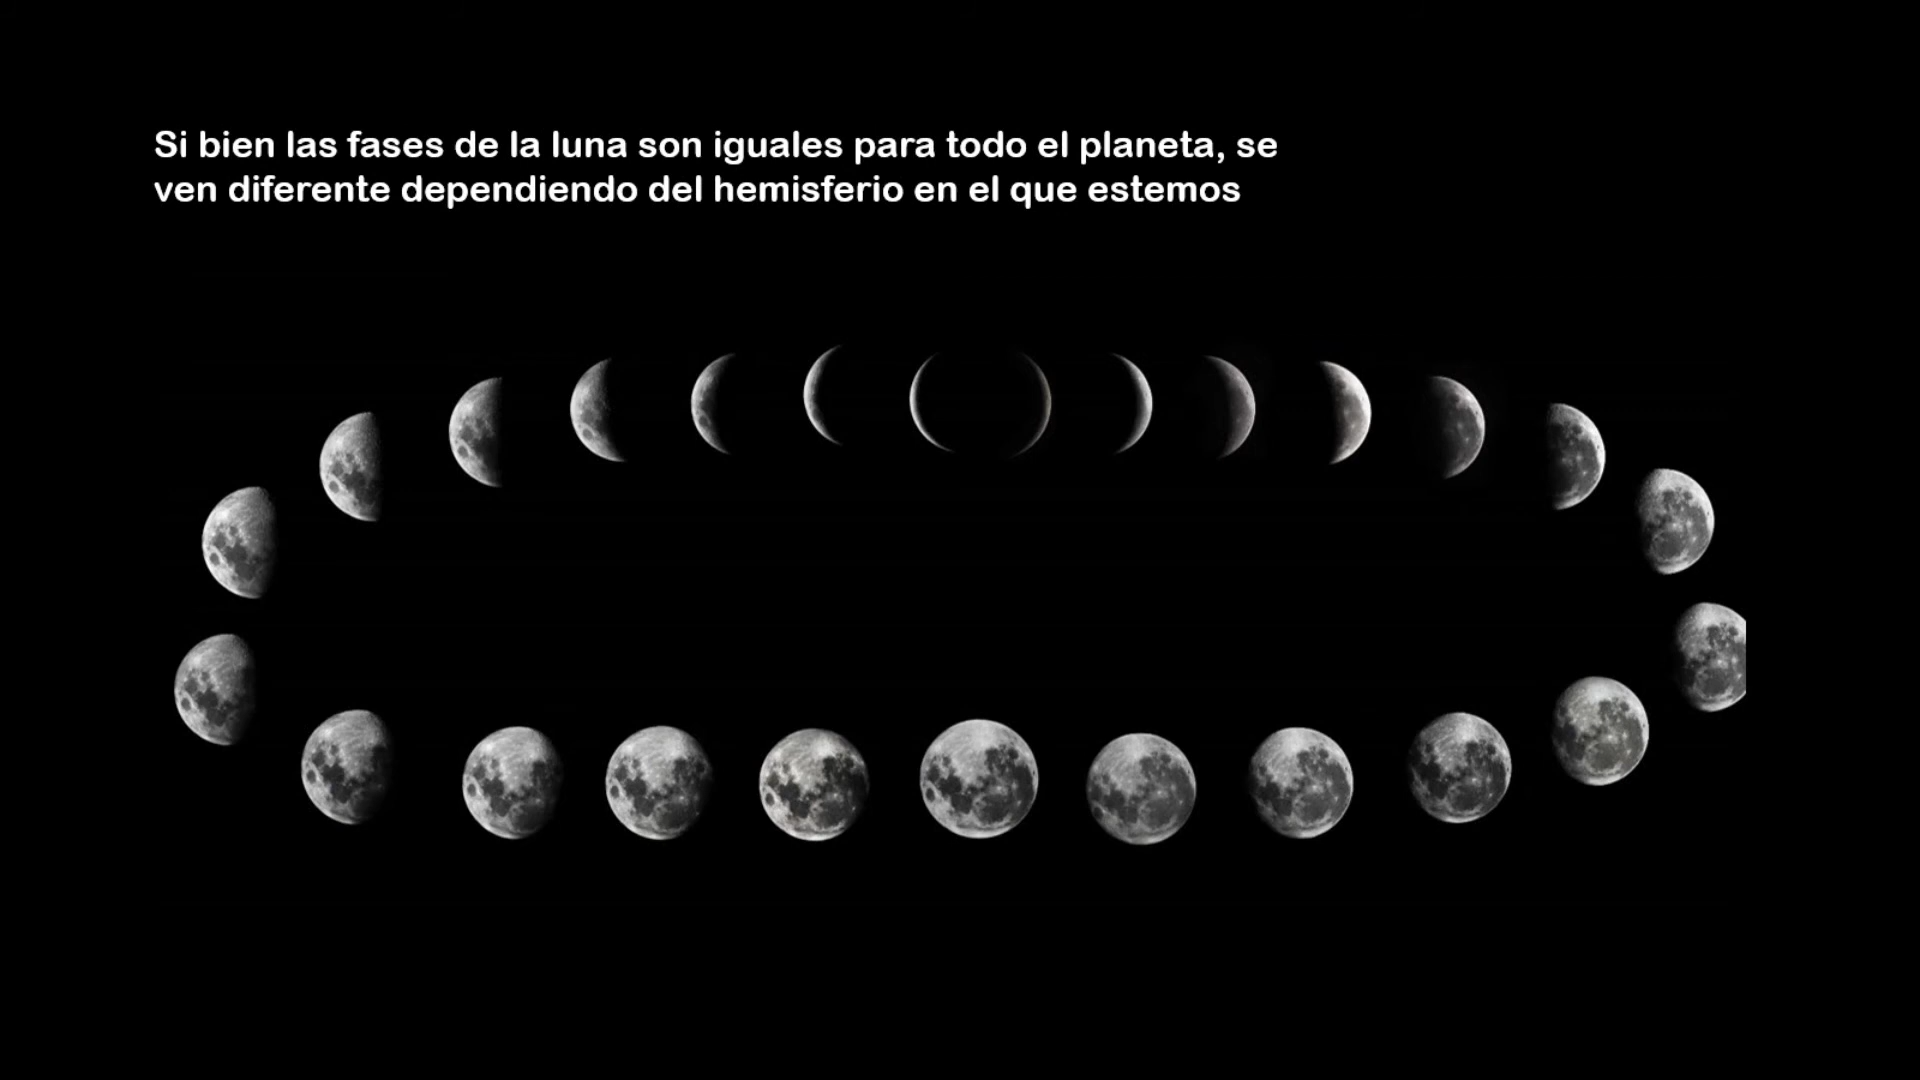 Si bien las fases de la luna son iguales para todo el planeta, se
ven diferente dependiendo del hemisferio en el que estemos